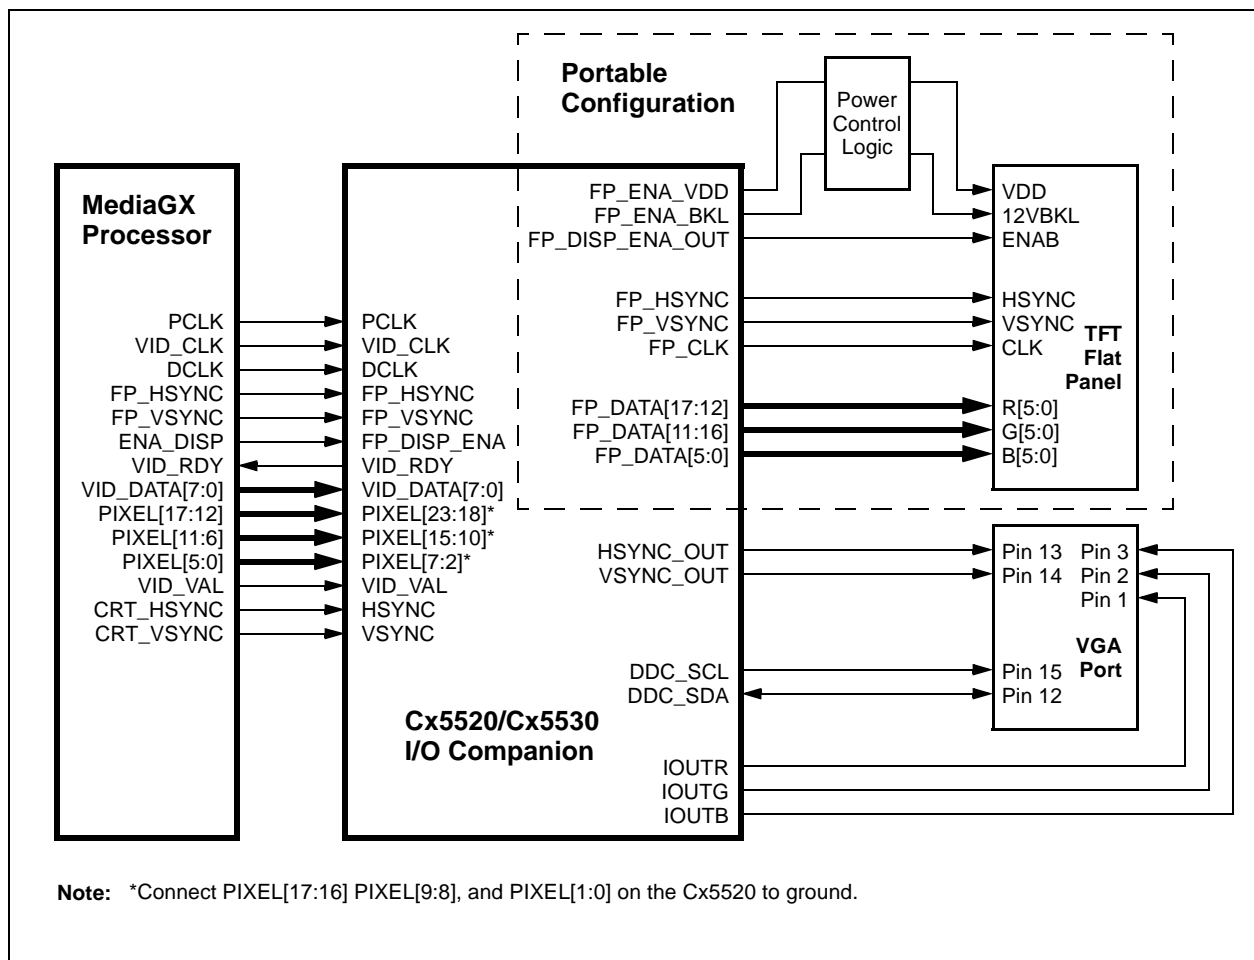 Portable
Configuration
Power
Control
Logic
MediaGX
Processor
PCLK
VID_CLK
DCLK
FP_HSYNC
FP_VSYNC
ENA_DISP
VID_RDY
VID_DATA[7:0]
PIXEL[17:12]
PIXEL[11:6]
PIXEL[5:0]
VID_VAL
CRT_HSYNC
CRT_VSYNC
PCLK
VID_CLK
DCLK
FP_HSYNC
FP_VSYNC
FP_DISP_ENA
VID_RDY
VID_DATA[7:0]
PIXEL[23:18]*
PIXEL[15:10]*
PIXEL[7:2]*
VID_VAL
HSYNC
VSYNC
Cx5520/Cx5530
I/O Companion
FP_ENA_VDD
FP_ENA_BKL
FP_DISP_ENA_OUT
FP_HSYNC
FP_VSYNC
FP_CLK
FP_DATA[17:12]
FP_DATA[11:16]
FP_DATA[5:0]
HSYNC_OUT
VSYNC_OUT
DDC_SCL
DDC_SDA
IOUTR
IOUTG
IOUTB
VDD
12VBKL
ENAB
HSYNC
VSYNC
CLK
TFT
Flat
Panel
R[5:0]
G[5:0]
B[5:0]
Pin 13 Pin 3
Pin 14 Pin 2
Pin 1
VGA
Port
Pin 15
Pin 12
Note: *Connect PIXEL[17:16] PIXEL[9:8], and PIXEL[1:0] on the Cx5520 to ground.